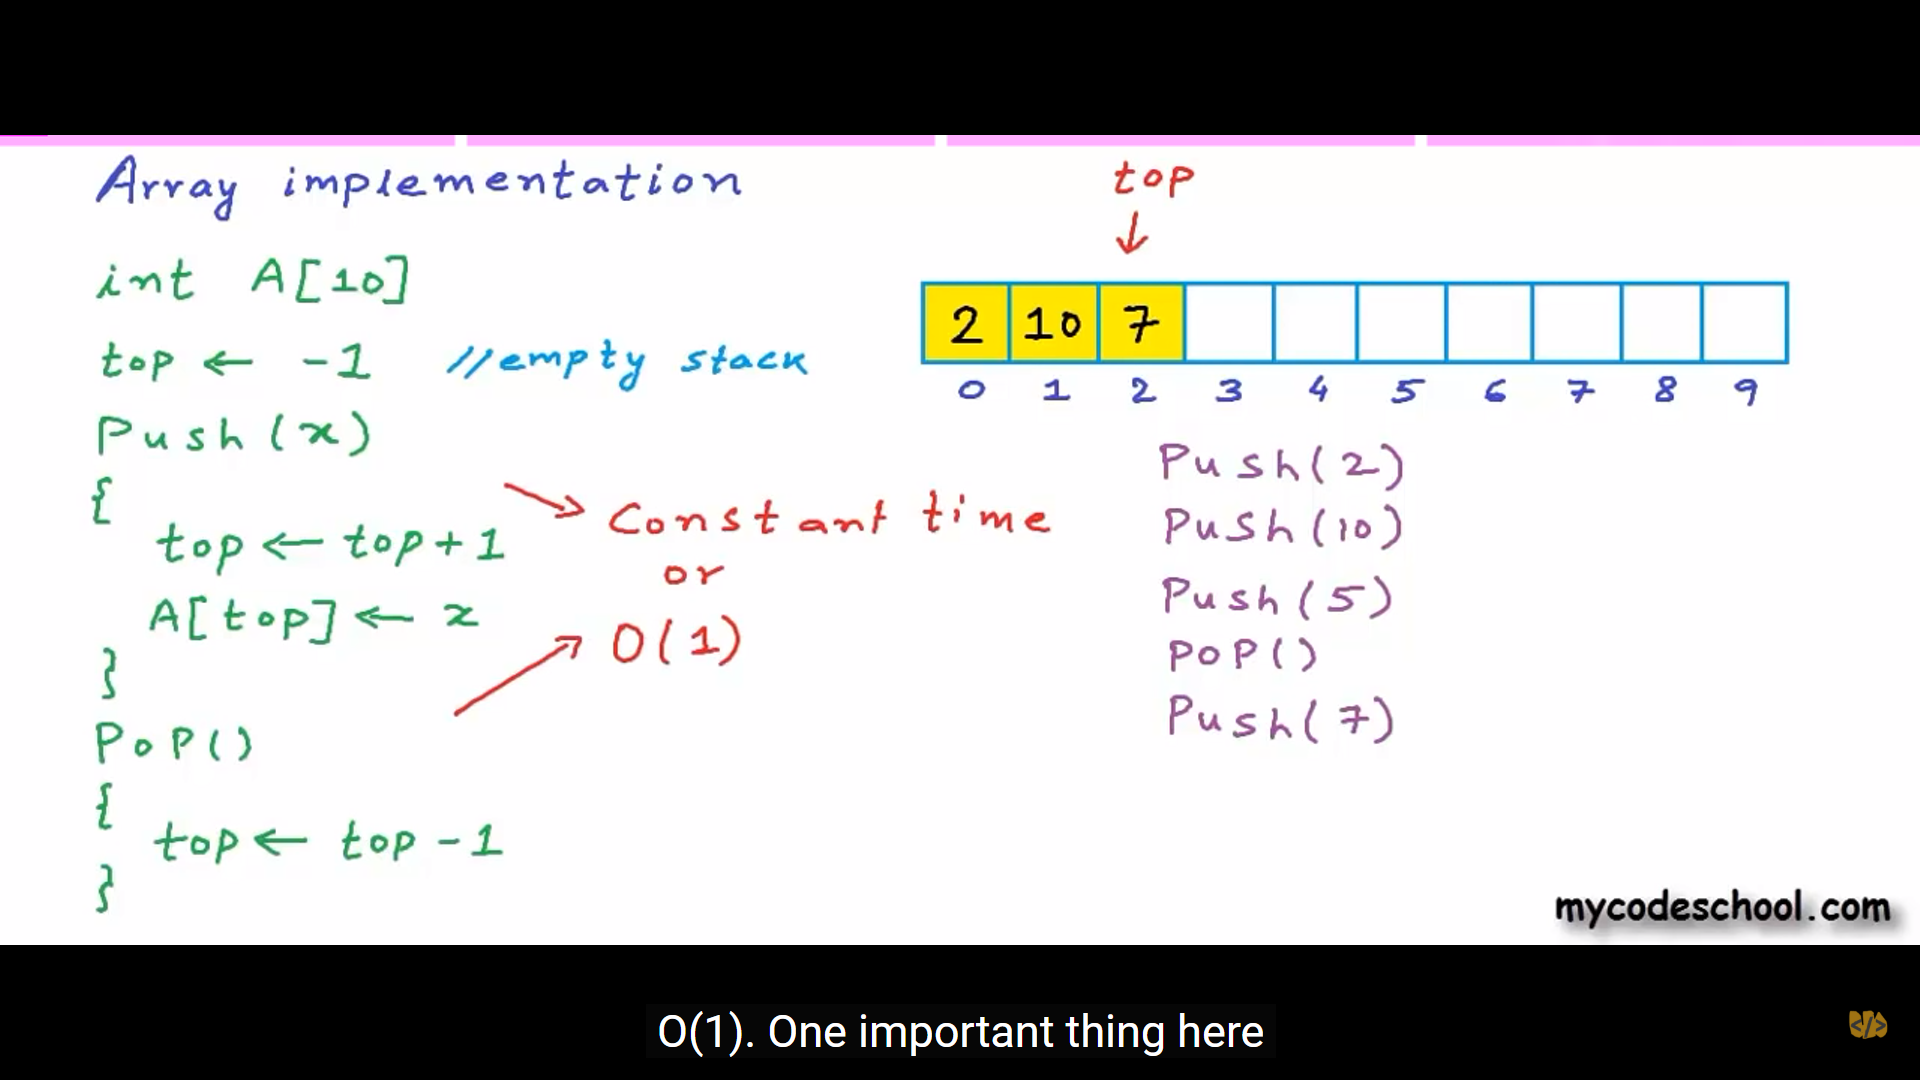 Array implementation
int A[10]
top ← -1 //empty stack
Push(x)
{
top ← top+1
A[top] ← x
}
Pop()
{
top ← top -1
}
Constant time
or
O(1)
top
2 10 7
0 1 2 3 4 5 6 7 8 9
Push(2)
Push(10)
Push(5)
Pop()
Push(7)
mycodeschool.com
O(1). One important thing here